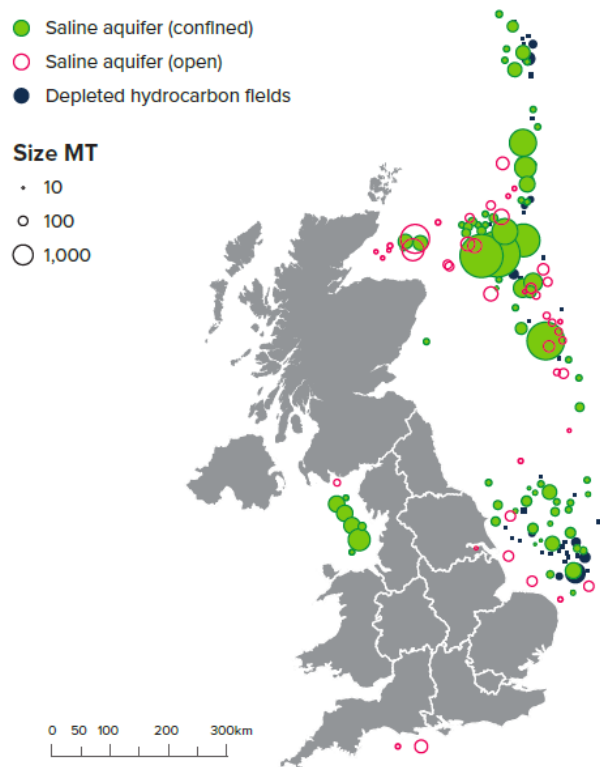 Saline aquifer (confined)
Saline aquifer (open)
Depleted hydrocarbon fields
Size MT
10
100
1,000
0 50 100 200 300km